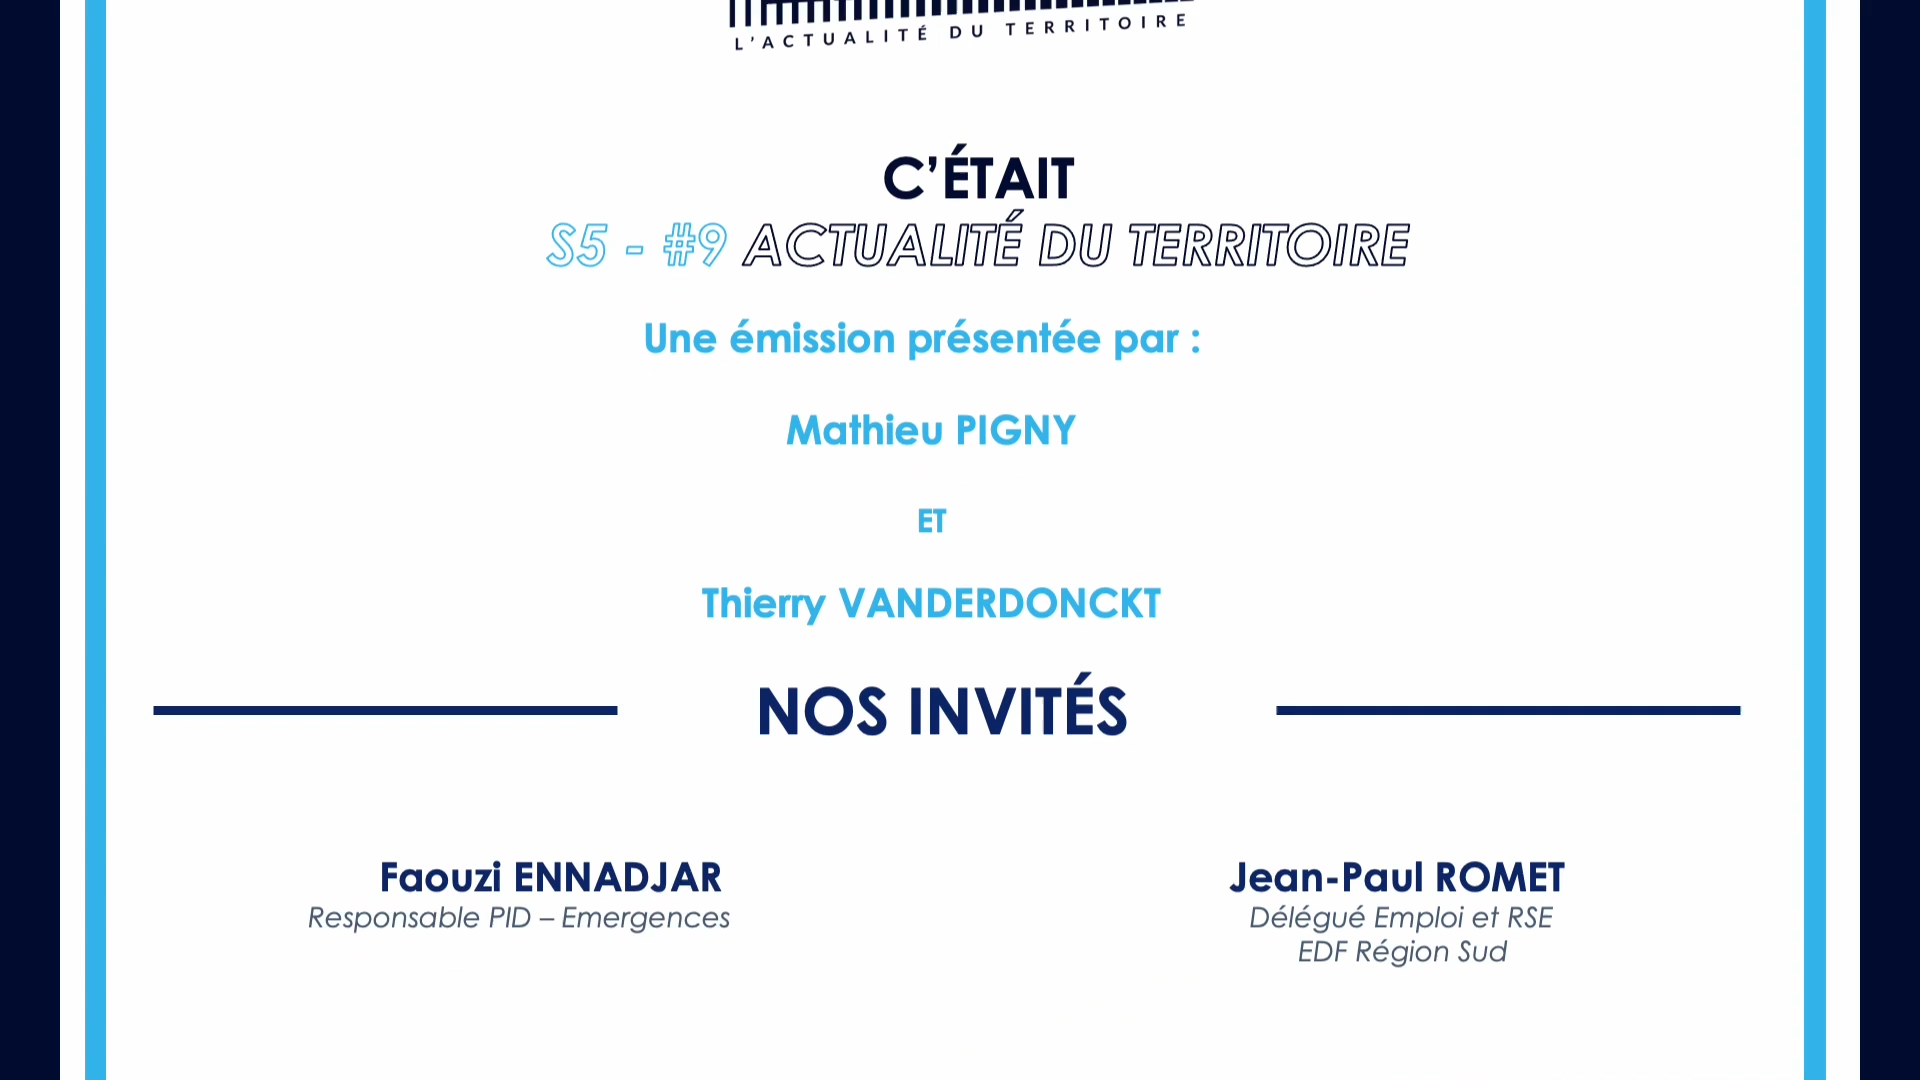 L'ACTUALITÉ DU TERRITOIRE
C’ÉTAIT
S5 - #9 ACTUALITÉ DU TERRITOIRE
Une émission présentée par :
Mathieu PIGNY
ET
Thierry VANDERDONCKT
NOS INVITÉS
Faouzi ENNADJAR
Responsable PID – Emergences
Jean-Paul ROMET
Délégué Emploi et RSE
EDF Région Sud